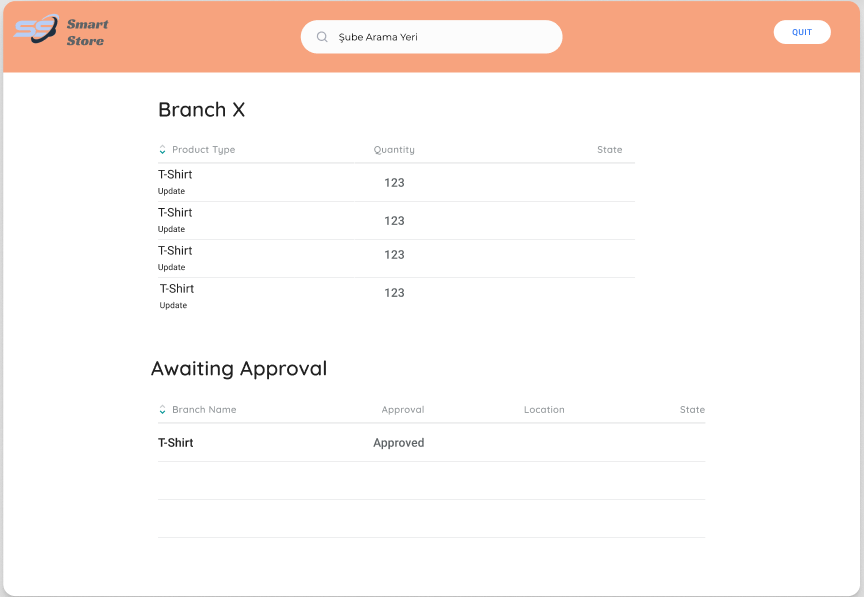 SS
Smart
Store
Şube Arama Yeri
QUIT
Branch X
Product Type Quantity State
T-Shirt
Update
123
T-Shirt
Update
123
T-Shirt
Update
123
T-Shirt
Update
123
Awaiting Approval
Branch Name Approval Location State
T-Shirt Approved